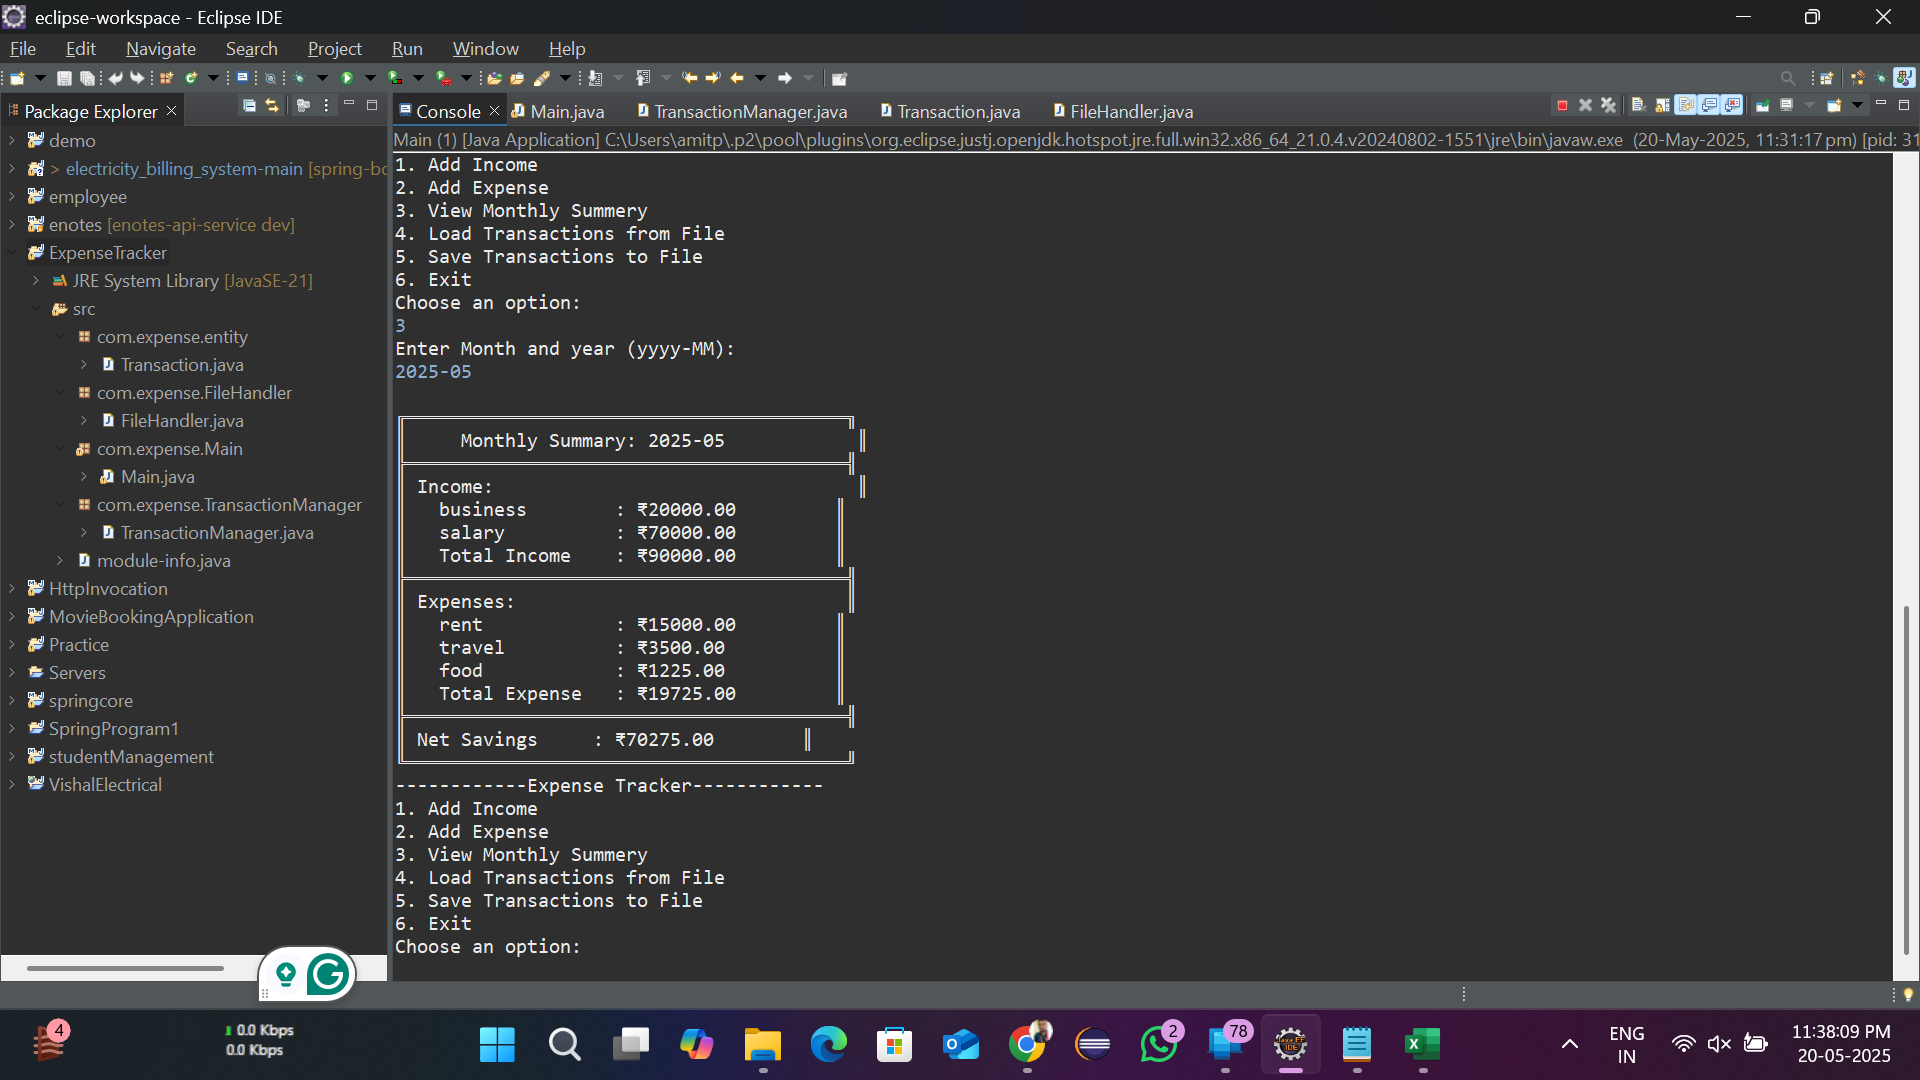 eclipse-workspace - Eclipse IDE
File Edit Navigate Search Project Run Window Help
Package Explorer
demo
> electricity_billing_system-main [spring-bo
employee
enotes [enotes-api-service dev]
ExpenseTracker
JRE System Library [JavaSE-21]
src
com.expense.entity
Transaction.java
com.expense.FileHandler
FileHandler.java
com.expense.Main
Main.java
com.expense.TransactionManager
TransactionManager.java
module-info.java
HttpInvocation
MovieBookingApplication
Practice
Servers
springcore
SpringProgram1
studentManagement
VishalElectrical
Console Main.java TransactionManager.java Transaction.java FileHandler.java
Main (1) [Java Application] C:\Users\amitp\.p2\pool\plugins\org.eclipse.justj.openjdk.hotspot.jre.full.win32.x86_64_21.0.4.v20240802-1551\jre\bin\javaw.exe (20-May-2025, 11:31:17 pm) [pid: 31
1. Add Income
2. Add Expense
3. View Monthly Summery
4. Load Transactions from File
5. Save Transactions to File
6. Exit
Choose an option:
3
Enter Month and year (yyyy-MM):
2025-05
Monthly Summary: 2025-05
Income:
business : ₹20000.00
salary : ₹70000.00
Total Income : ₹90000.00
Expenses:
rent : ₹15000.00
travel : ₹3500.00
food : ₹1225.00
Total Expense : ₹19725.00
Net Savings : ₹70275.00
------------Expense Tracker------------
1. Add Income
2. Add Expense
3. View Monthly Summery
4. Load Transactions from File
5. Save Transactions to File
6. Exit
Choose an option:
4
0.0 Kbps
0.0 Kbps
2
78
Java EE
IDE
ENG
IN
11:38:09 PM
20-05-2025